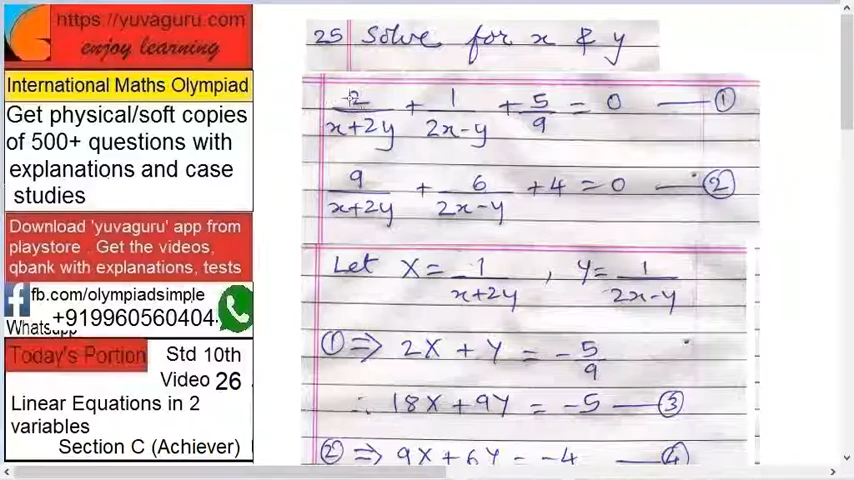 https://yuvaguru.com
enjoy learning
International Maths Olympiad
Get physical/soft copies
of 500+ questions with
explanations and case
studies
Download 'yuvaguru' app from
playstore . Get the videos,
qbank with explanations, tests
fb.com/olympiadsimple
Whatsupp
+919960560404
Today's Portion
Std 10th
Video 26
Linear Equations in 2
variables
Section C (Achiever)
25 Solve for x & y
2/(x+2y) + 1/(2x-y) + 5/9 = 0 — ①
9/(x+2y) + 6/(2x-y) + 4 = 0 — ②
Let X = 1/(x+2y) , Y = 1/(2x-y)
① ⇒ 2X + Y = -5/9
∴ 18X + 9Y = -5 — ③
② ⇒ 9X + 6Y = -4 — ④